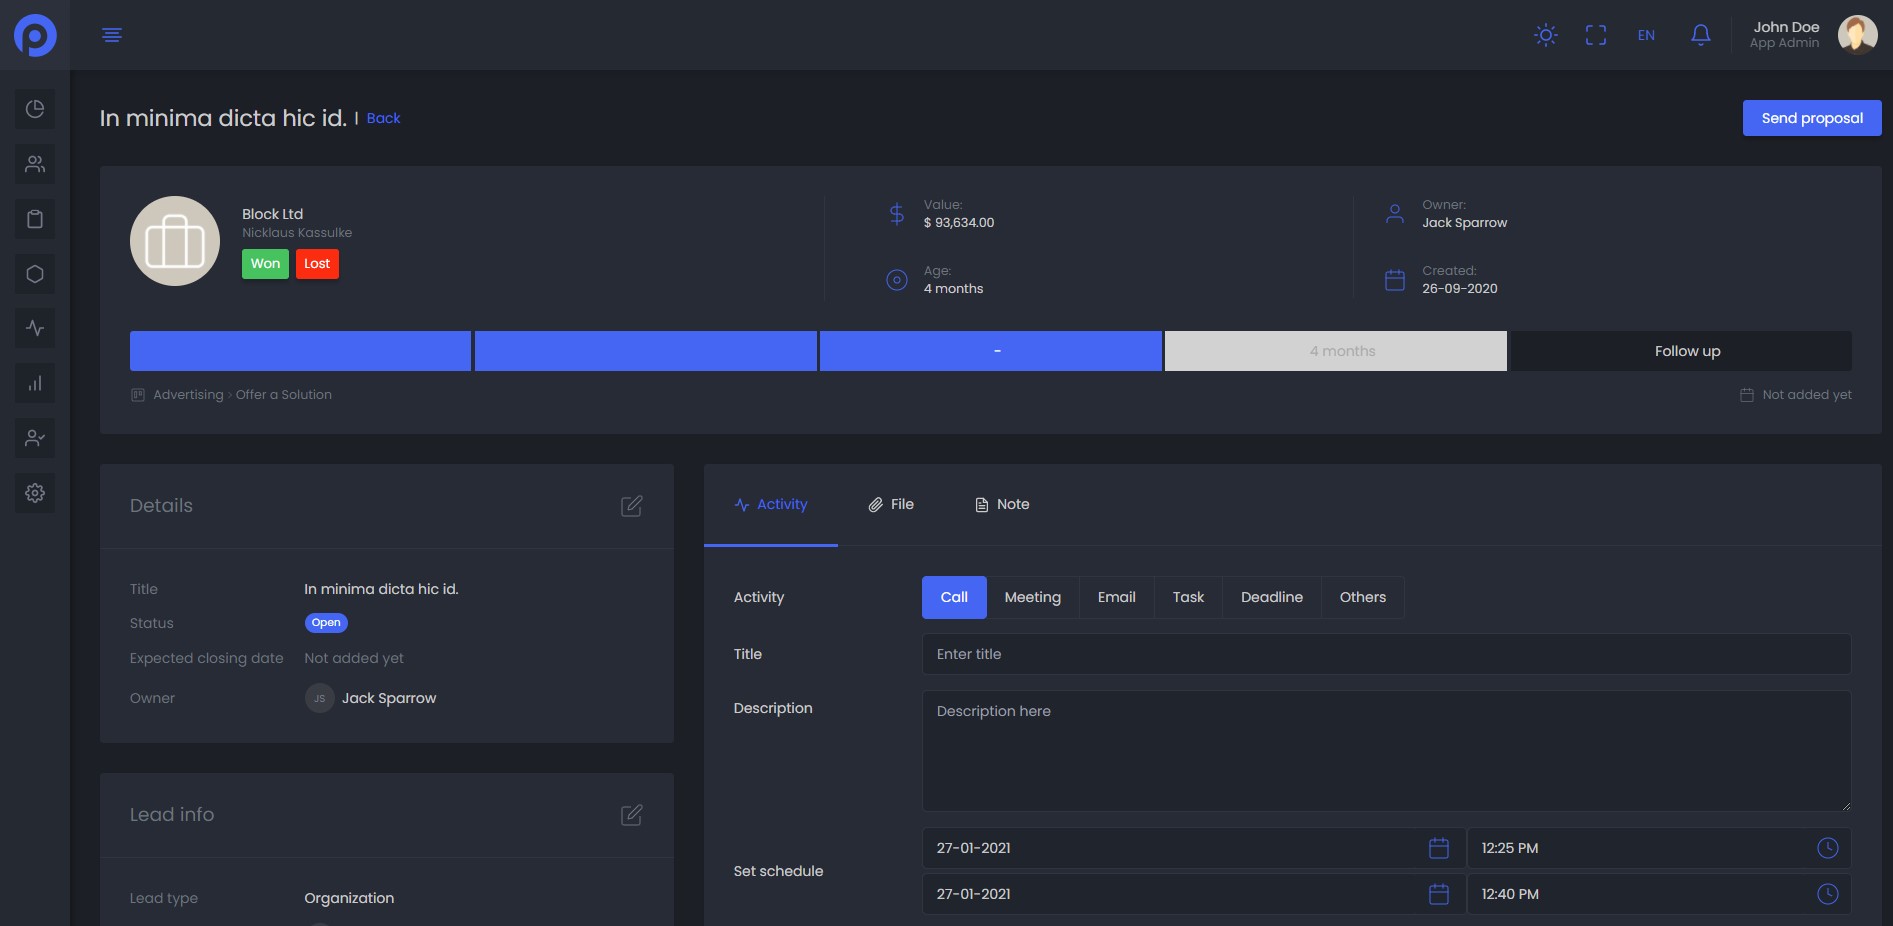 EN
John Doe
App Admin
In minima dicta hic id. | Back
Send proposal
Block Ltd
Nicklaus Kassulke
Won Lost
Value:
$ 93,634.00
Age:
4 months
Owner:
Jack Sparrow
Created:
26-09-2020
- 4 months Follow up
Advertising > Offer a Solution
Not added yet
Details
Title In minima dicta hic id.
Status Open
Expected closing date Not added yet
Owner JS Jack Sparrow
Lead info
Lead type Organization
Activity File Note
Activity Call Meeting Email Task Deadline Others
Title Enter title
Description Description here
Set schedule
27-01-2021 12:25 PM
27-01-2021 12:40 PM